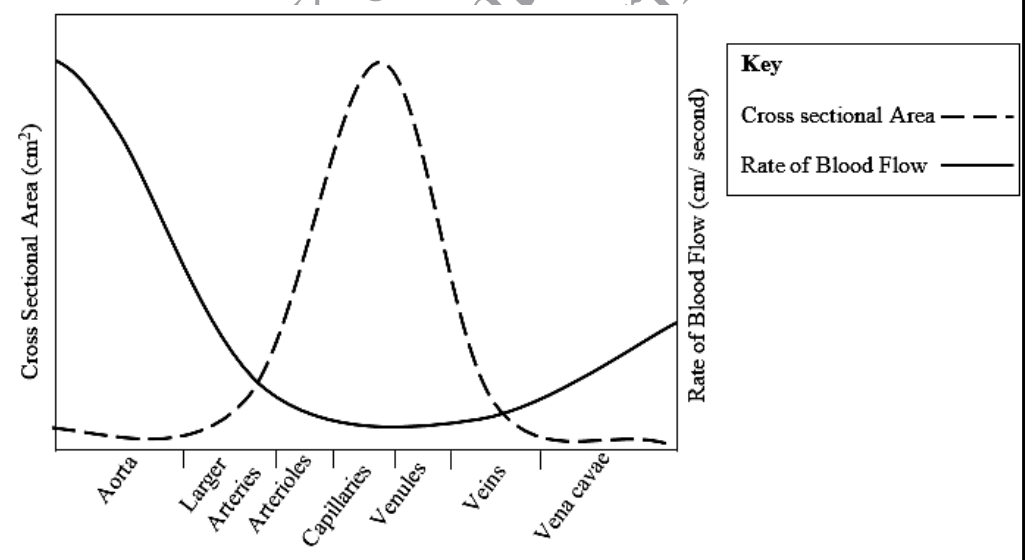 Cross Sectional Area (cm²)
Rate of Blood Flow (cm/ second)
Key
Cross sectional Area
Rate of Blood Flow
Aorta
Larger
Arteries
Arterioles
Capillaries
Venules
Veins
Vena cavae